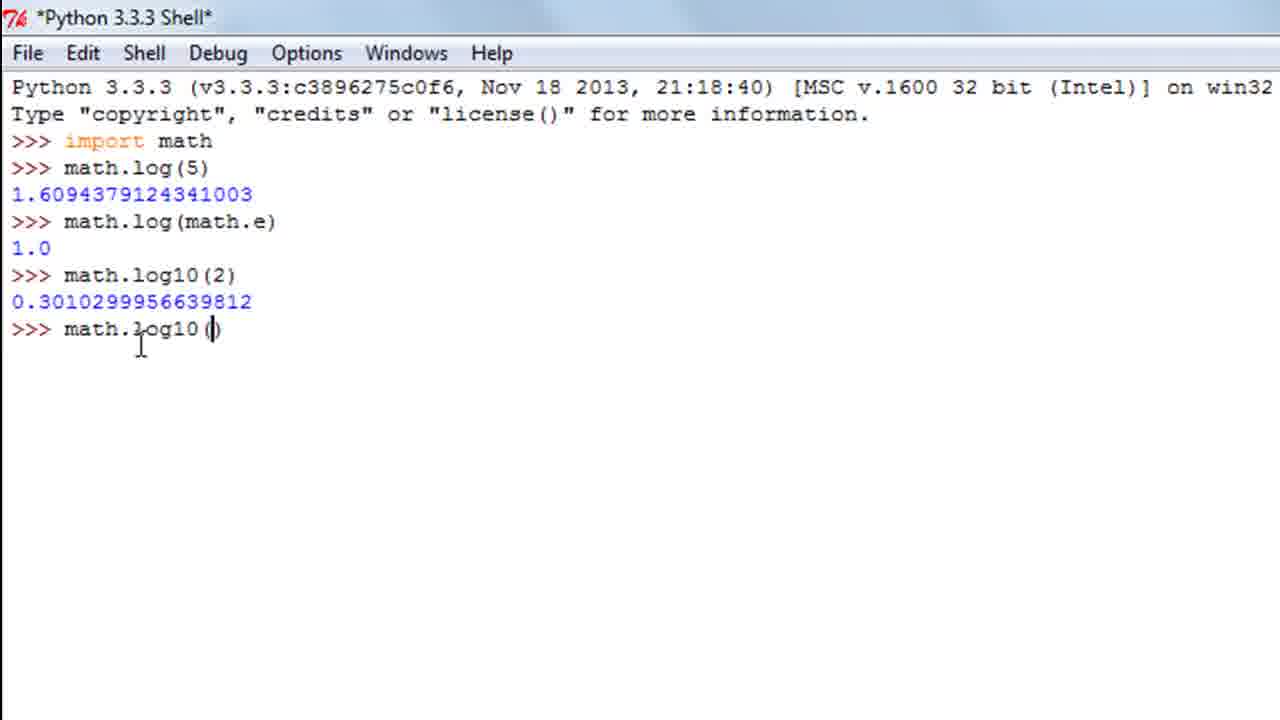 *Python 3.3.3 Shell*
File Edit Shell Debug Options Windows Help
Python 3.3.3 (v3.3.3:c3896275c0f6, Nov 18 2013, 21:18:40) [MSC v.1600 32 bit (Intel)] on win32
Type "copyright", "credits" or "license()" for more information.
>>> import math
>>> math.log(5)
1.6094379124341003
>>> math.log(math.e)
1.0
>>> math.log10(2)
0.3010299956639812
>>> math.log10()